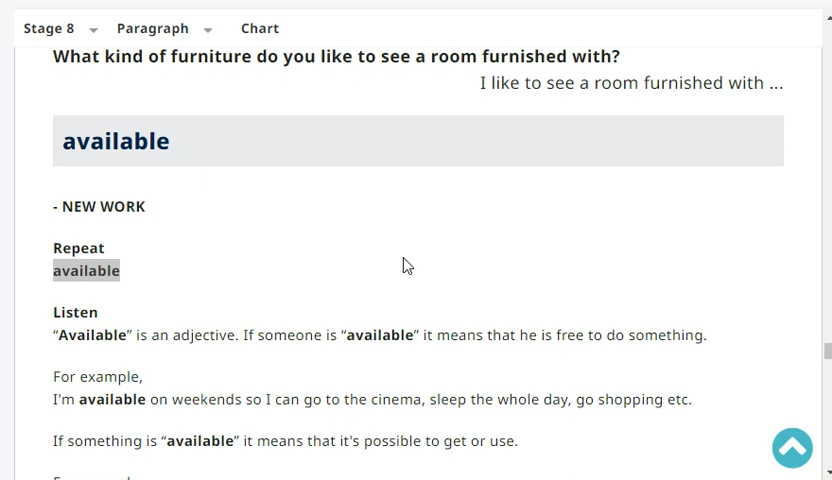 Stage 8 Paragraph Chart
What kind of furniture do you like to see a room furnished with?
I like to see a room furnished with ...
available
- NEW WORK
Repeat
available
Listen
“Available” is an adjective. If someone is “available” it means that he is free to do something.
For example,
I'm available on weekends so I can go to the cinema, sleep the whole day, go shopping etc.
If something is “available” it means that it's possible to get or use.